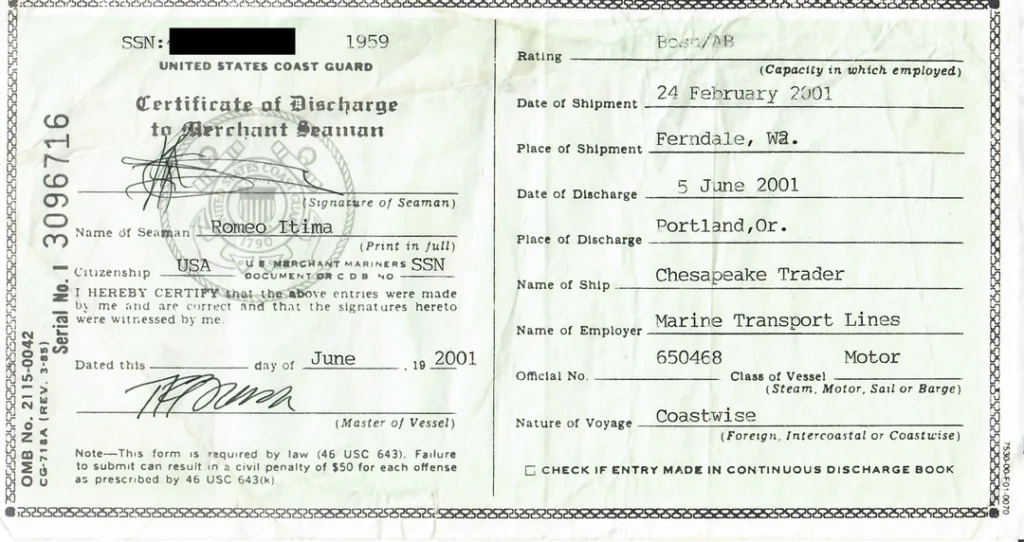 SSN: 1959
UNITED STATES COAST GUARD
Certificate of Discharge
to Merchant Seaman
(Signature of Seaman)
Name of Seaman Romeo Itima
(Print in full)
Citizenship USA U.S. MERCHANT MARINERS DOCUMENT OR C D B NO SSN
I HEREBY CERTIFY that the above entries were made
by me and are correct and that the signatures hereto
were witnessed by me.
Dated this day of June , 19 2001
(Master of Vessel)
Note—This form is required by law (46 USC 643). Failure
to submit can result in a civil penalty of $50 for each offense
as prescribed by 46 USC 643(k)
OMB No. 2115-0042
CG-718A (REV. 3-85)
Serial No. I 3096716
1790
Rating /AB
(Capacity in which employed)
Date of Shipment 24 February 2001
Place of Shipment Ferndale, Wa.
Date of Discharge 5 June 2001
Place of Discharge Portland,Or.
Name of Ship Chesapeake Trader
Name of Employer Marine Transport Lines
Official No. 650468 Class of Vessel Motor
(Steam, Motor, Sail or Barge)
Nature of Voyage Coastwise
(Foreign, Intercoastal or Coastwise)
CHECK IF ENTRY MADE IN CONTINUOUS DISCHARGE BOOK
7530-00-F01-0070